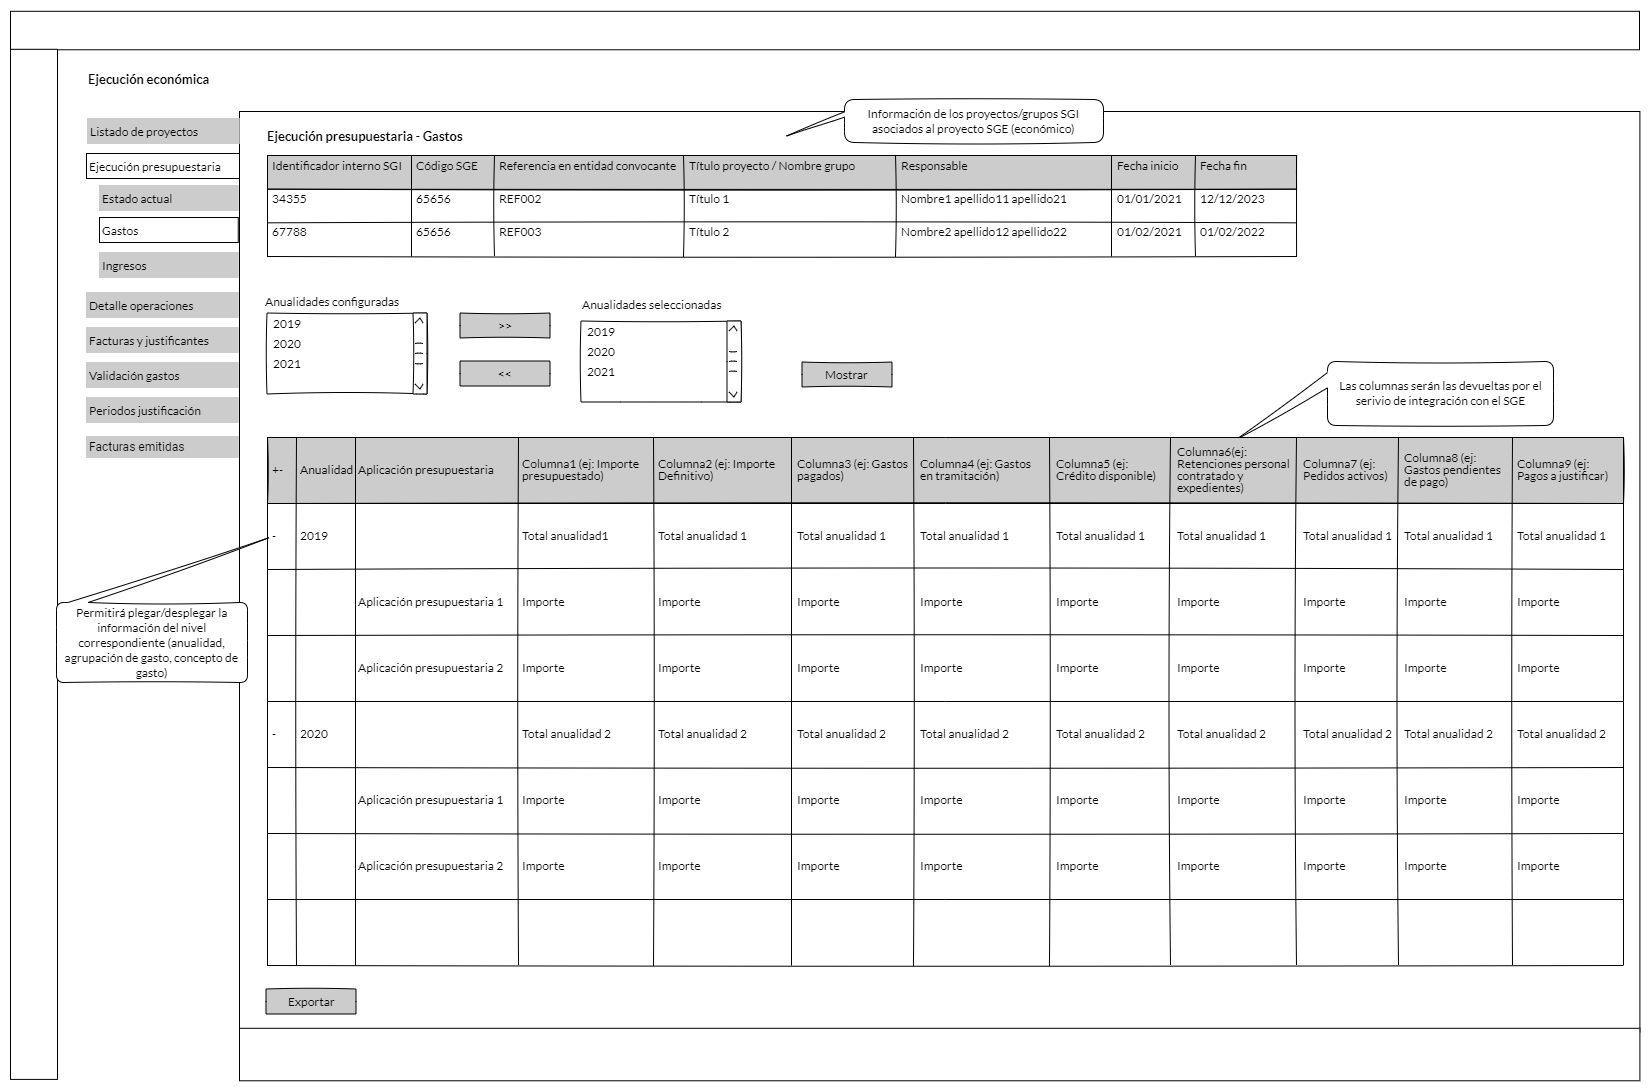 Ejecución económica
Información de los proyectos/grupos SGI
asociados al proyecto SGE (económico)
Listado de proyectos
Ejecución presupuestaria
Estado actual
Gastos
Ingresos
Detalle operaciones
Facturas y justificantes
Validación gastos
Periodos justificación
Facturas emitidas
Ejecución presupuestaria - Gastos
Identificador interno SGI Código SGE Referencia en entidad convocante Título proyecto / Nombre grupo Responsable Fecha inicio Fecha fin
34355 65656 REF002 Título 1 Nombre1 apellido11 apellido21 01/01/2021 12/12/2023
67788 65656 REF003 Título 2 Nombre2 apellido12 apellido22 01/02/2021 01/02/2022
Anualidades configuradas
2019
2020
2021
>>
<<
Anualidades seleccionadas
2019
2020
2021
Mostrar
Las columnas serán las devueltas por el
serivio de integración con el SGE
+- Anualidad Aplicación presupuestaria
Columna1 (ej: Importe
presupuestado)
Columna2 (ej: Importe
Definitivo)
Columna3 (ej: Gastos
pagados)
Columna4 (ej: Gastos
en tramitación)
Columna5 (ej:
Crédito disponible)
Columna6(ej:
Retenciones personal
contratado y
expedientes)
Columna7 (ej:
Pedidos activos)
Columna8 (ej:
Gastos pendientes
de pago)
Columna9 (ej:
Pagos a justificar)
- 2019 Total anualidad1 Total anualidad 1 Total anualidad 1 Total anualidad 1 Total anualidad 1 Total anualidad 1 Total anualidad 1 Total anualidad 1 Total anualidad 1
Aplicación presupuestaria 1 Importe Importe Importe Importe Importe Importe Importe Importe Importe
Aplicación presupuestaria 2 Importe Importe Importe Importe Importe Importe Importe Importe Importe
- 2020 Total anualidad 2 Total anualidad 2 Total anualidad 2 Total anualidad 2 Total anualidad 2 Total anualidad 2 Total anualidad 2 Total anualidad 2 Total anualidad 2
Aplicación presupuestaria 1 Importe Importe Importe Importe Importe Importe Importe Importe Importe
Aplicación presupuestaria 2 Importe Importe Importe Importe Importe Importe Importe Importe Importe
Permitirá plegar/desplegar la
información del nivel
correspondiente (anualidad,
agrupación de gasto, concepto de
gasto)
Exportar